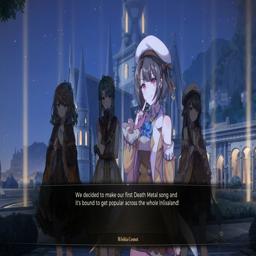 We decided to make our first Death Metal song and
it's bound to get popular across the whole Inlisaland!